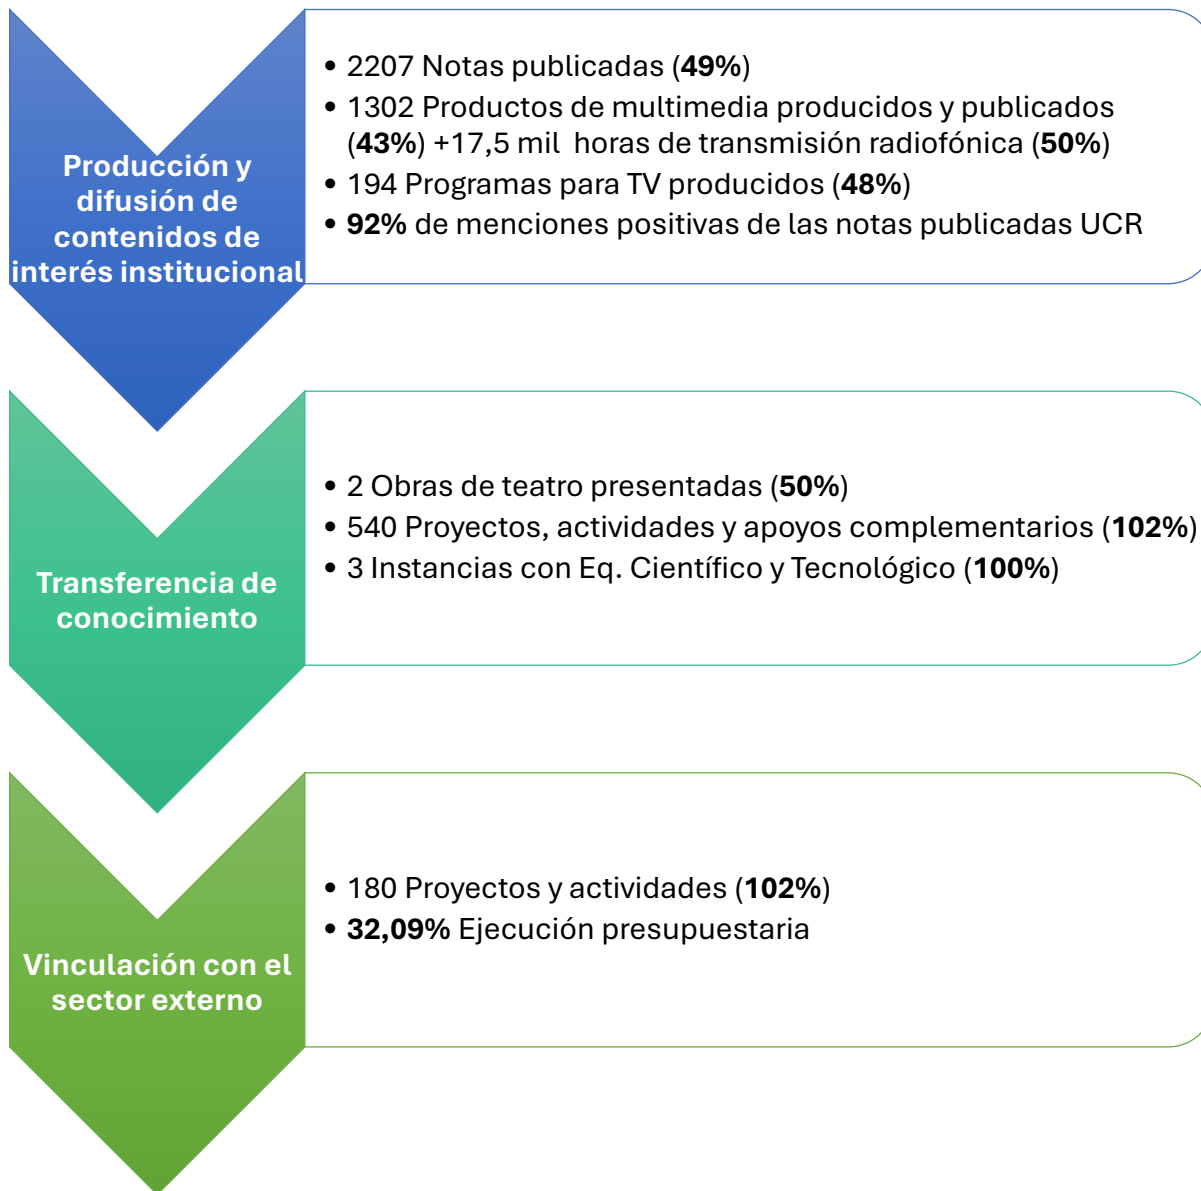 Producción y
difusión de
contenidos de
interés institucional
• 2207 Notas publicadas (49%)
• 1302 Productos de multimedia producidos y publicados
(43%) +17,5 mil horas de transmisión radiofónica (50%)
• 194 Programas para TV producidos (48%)
• 92% de menciones positivas de las notas publicadas UCR
Transferencia de
conocimiento
• 2 Obras de teatro presentadas (50%)
• 540 Proyectos, actividades y apoyos complementarios (102%)
• 3 Instancias con Eq. Científico y Tecnológico (100%)
Vinculación con el
sector externo
• 180 Proyectos y actividades (102%)
• 32,09% Ejecución presupuestaria